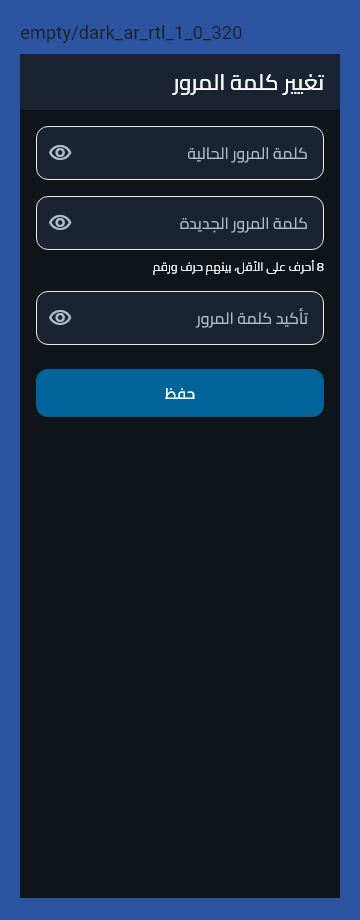 empty/dark_ar_rtl_1_0_320
تغيير كلمة المرور
كلمة المرور الحالية
كلمة المرور الجديدة
8 أحرف على الأقل، بينهم حرف ورقم
تأكيد كلمة المرور
حفظ